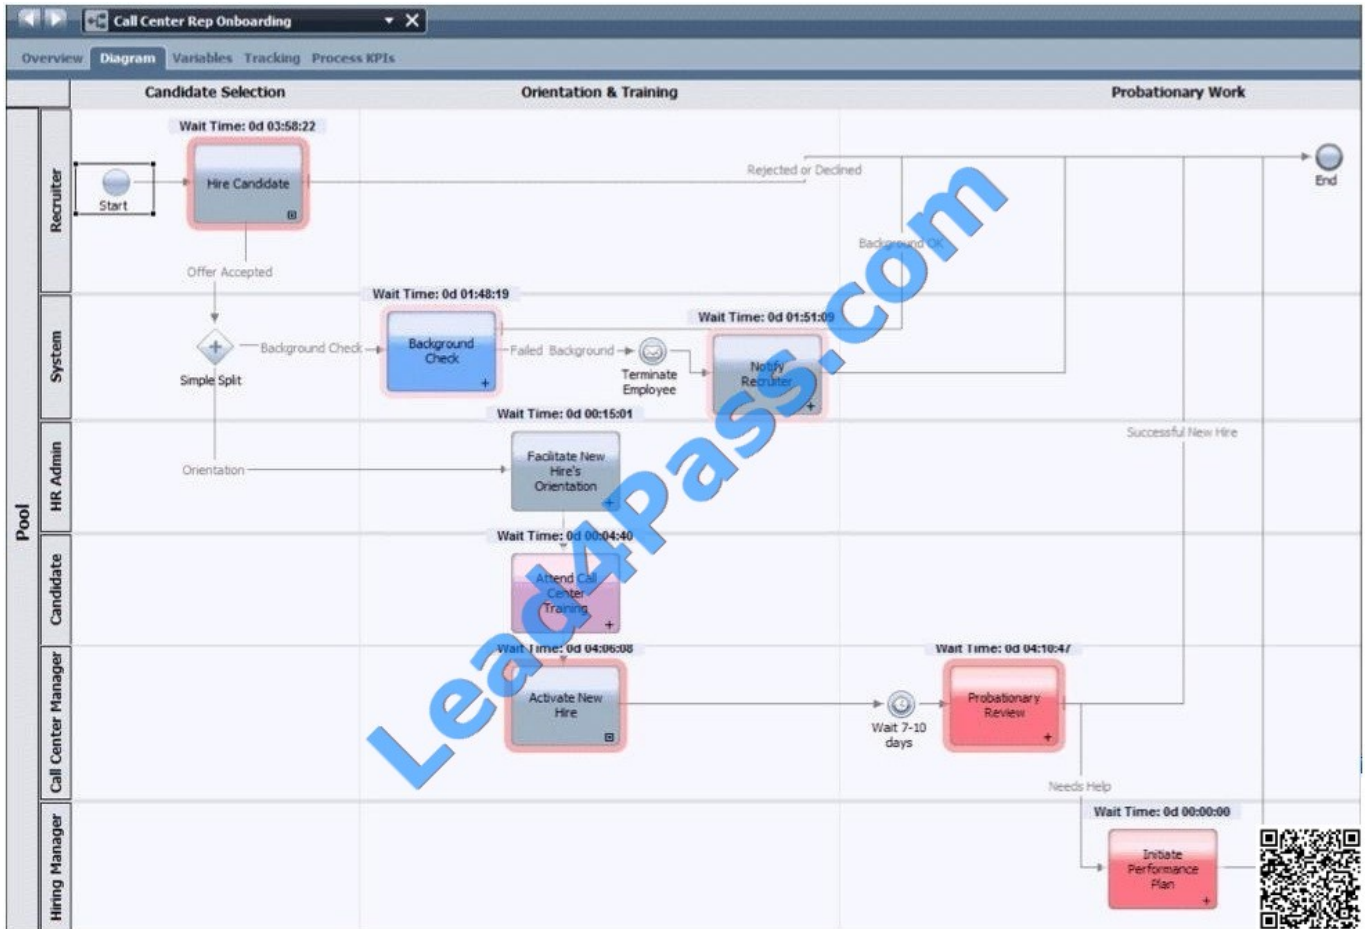 Call Center Rep Onboarding
Overview Diagram Variables Tracking Process KPIs
Candidate Selection Orientation & Training Probationary Work
Pool
Recruiter
Wait Time: 0d 03:58:22
Start
Hire Candidate
Rejected or Declined
End
Background OK
Offer Accepted
System
Wait Time: 0d 01:48:19
Wait Time: 0d 01:51:09
Simple Split
Background Check
Background
Check
Failed Background
Terminate
Employee
Notify
Recruiter
HR Admin
Wait Time: 0d 00:15:01
Orientation
Facilitate New
Hire's
Orientation
Successful New Hire
Candidate
Wait Time: 0d 00:04:40
Attend Call
Center
Training
Call Center Manager
Wait Time: 0d 04:06:08
Activate New
Hire
Wait 7-10
days
Wait Time: 0d 04:10:47
Probationary
Review
Needs Help
Hiring Manager
Wait Time: 0d 00:00:00
Initiate
Performance
Plan
Lead4Pass.com